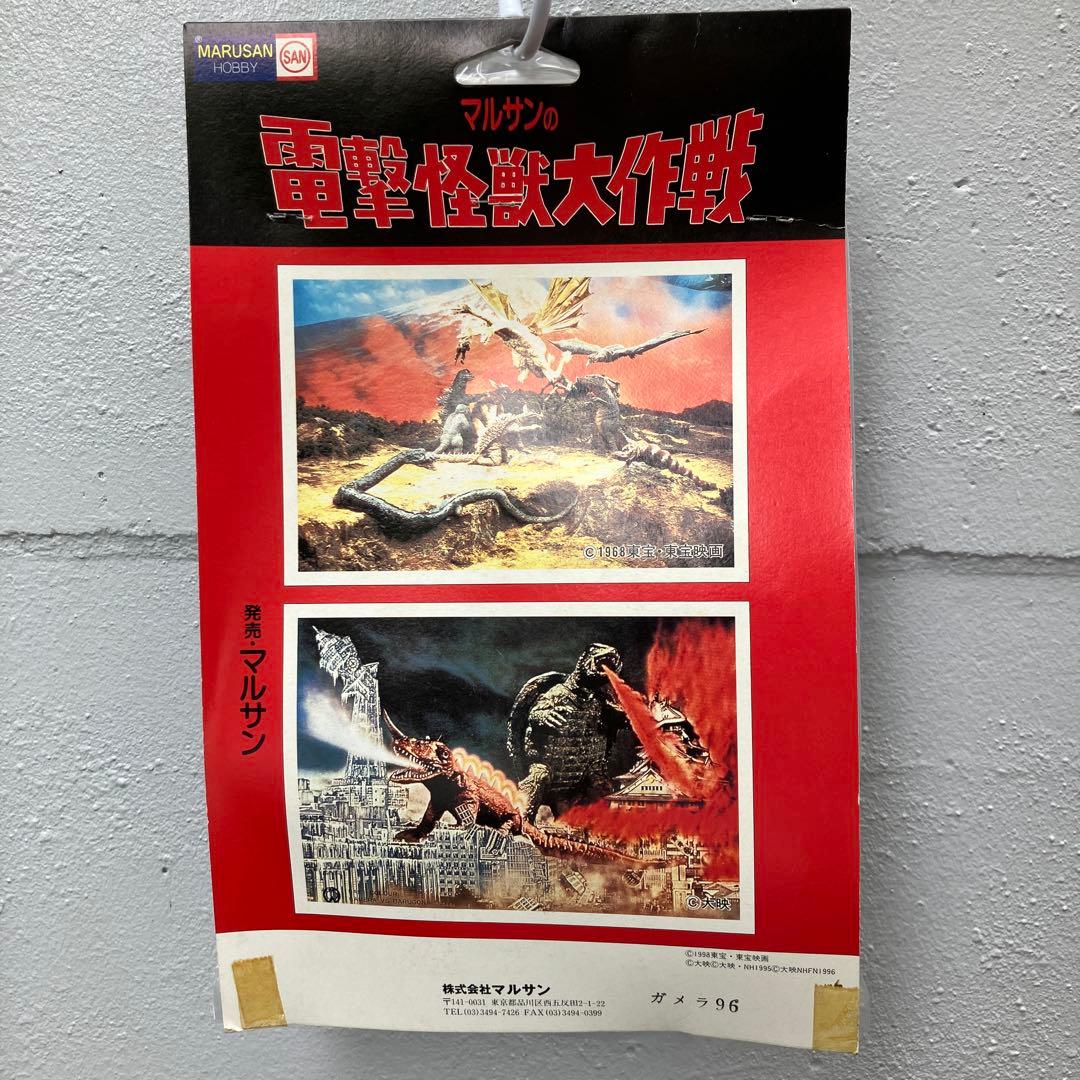 ® MARUSAN
HOBBY
SAN
マルサンの
電撃怪獣大作戦
©1968東宝・東宝映画
発売・マルサン
©大映
©1998東宝・東宝映画
©大映©大映・NH1995©大映NHFN1996
株式会社マルサン
〒141-0031 東京都品川区西五反田2-1-22
TEL(03)3494-7426 FAX(03)3494-0399
ガメラ96